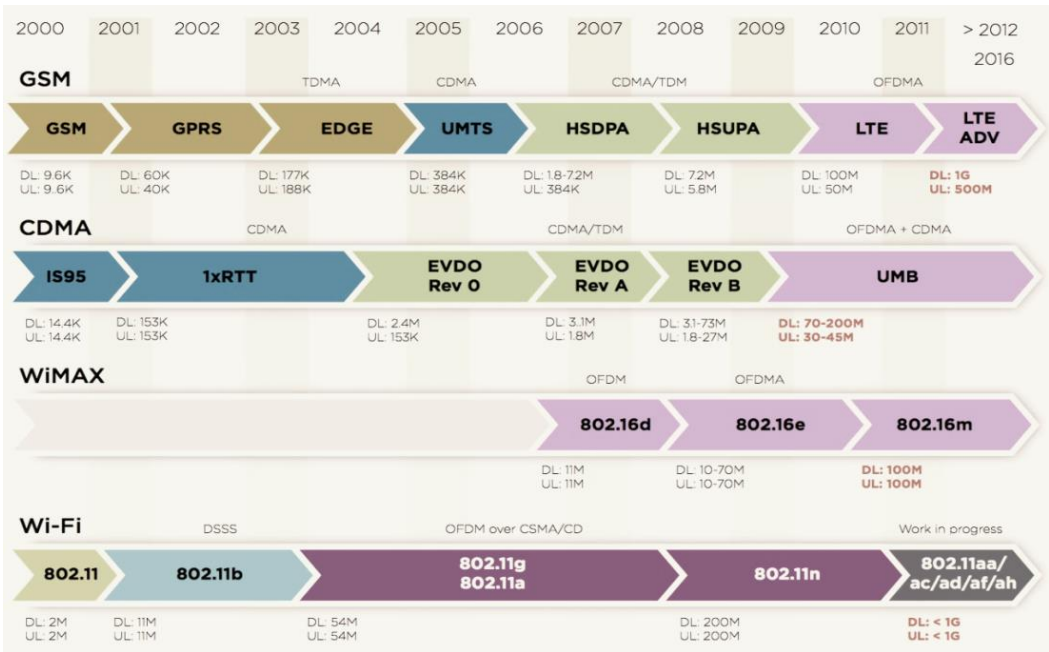 2000 2001 2002 2003 2004 2005 2006 2007 2008 2009 2010 2011 > 2012
2016
GSM
TDMA CDMA CDMA/TDM OFDMA
GSM GPRS EDGE UMTS HSDPA HSUPA LTE LTE
ADV
DL: 9.6K DL: 60K DL: 177K DL: 384K DL: 1.8-7.2M DL: 7.2M DL: 100M DL: 1G
UL: 9.6K UL: 40K UL: 188K UL: 384K UL: 384K UL: 5.8M UL: 50M UL: 500M
CDMA
CDMA CDMA/TDM OFDMA + CDMA
IS95 1xRTT EVDO EVDO EVDO UMB
Rev 0 Rev A Rev B
DL: 14.4K DL: 153K DL: 2.4M DL: 3..1M DL: 3.1-73M DL: 70-200M
UL: 14.4K UL: 153K UL: 153K UL: 1.8M UL: 1.8-27M UL: 30-45M
WiMAX
OFDM OFDMA
802.16d 802.16e 802.16m
DL: 11M DL: 10-70M DL: 100M
UL: 11M UL: 10-70M UL: 100M
Wi-Fi
DSSS OFDM over CSMA/CD Work in progress
802.11 802.11b 802.11g 802.11n 802.11aa/
802.11a ac/ad/af/ah
DL: 2M DL: 11M DL: 54M DL: 200M DL: < 1G
UL: 2M UL: 11M UL: 54M UL: 200M UL: < 1G